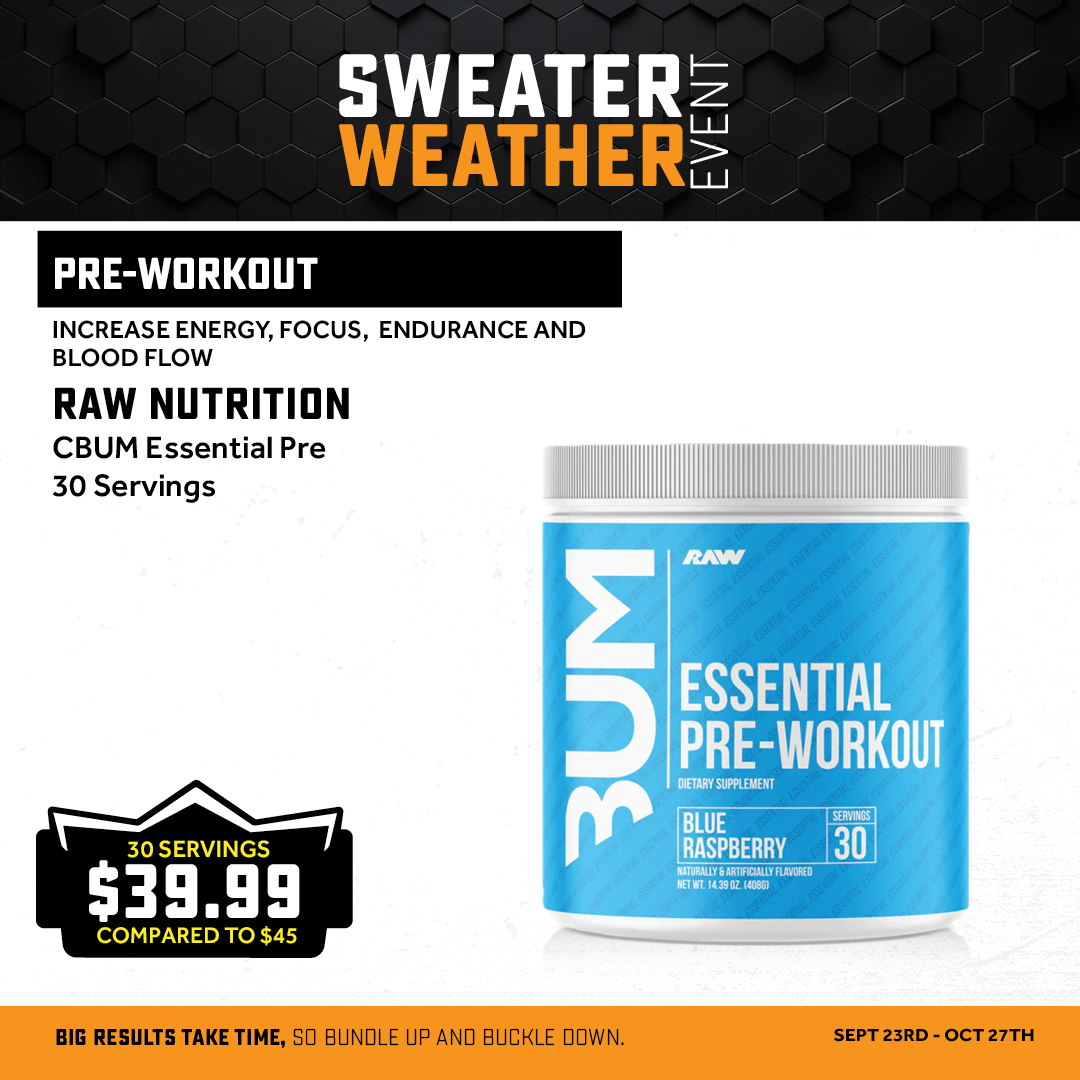 SWEATER
WEATHER
EVENT
PRE-WORKOUT
INCREASE ENERGY, FOCUS, ENDURANCE AND
BLOOD FLOW
RAW NUTRITION
CBUM Essential Pre
30 Servings
BUM
RAW
ESSENTIAL
PRE-WORKOUT
DIETARY SUPPLEMENT
BLUE
RASPBERRY
SERVINGS
30
NATURALLY & ARTIFICIALLY FLAVORED
NET WT. 14.39 OZ. (408G)
30 SERVINGS
$39.99
COMPARED TO $45
BIG RESULTS TAKE TIME, SO BUNDLE UP AND BUCKLE DOWN.
SEPT 23RD - OCT 27TH